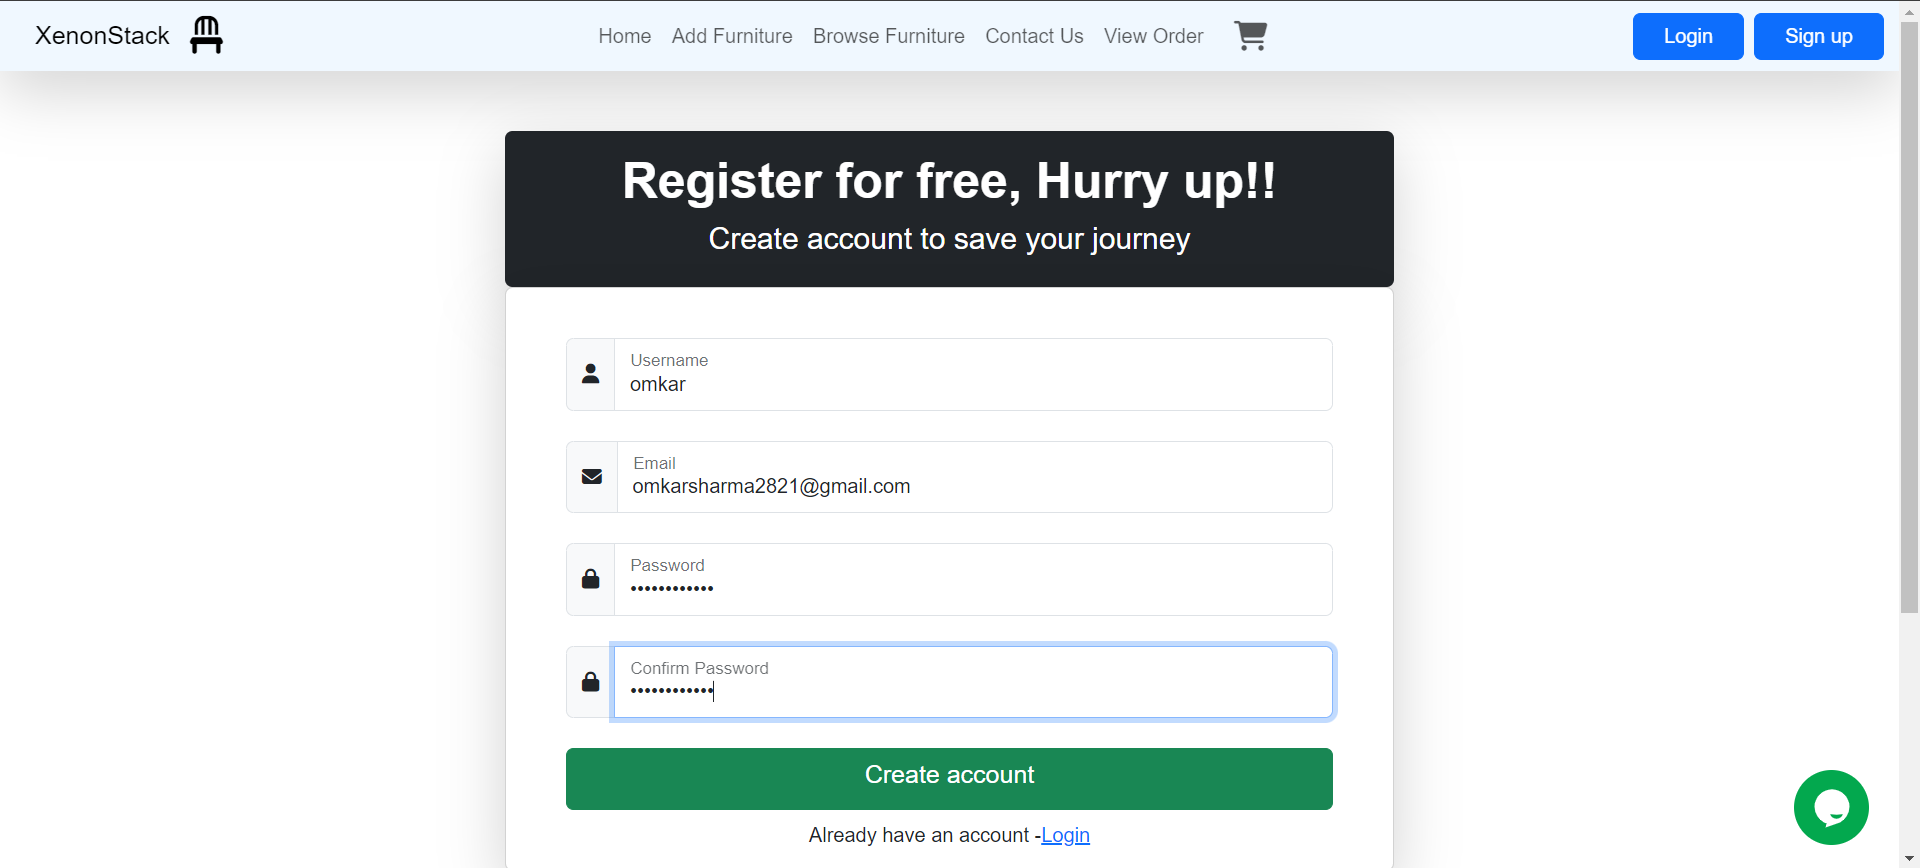 XenonStack
Home Add Furniture Browse Furniture Contact Us View Order
Login Sign up
Register for free, Hurry up!!
Create account to save your journey
Username
omkar
Email
omkarsharma2821@gmail.com
Password
••••••••••••
Confirm Password
••••••••••••
Create account
Already have an account -Login